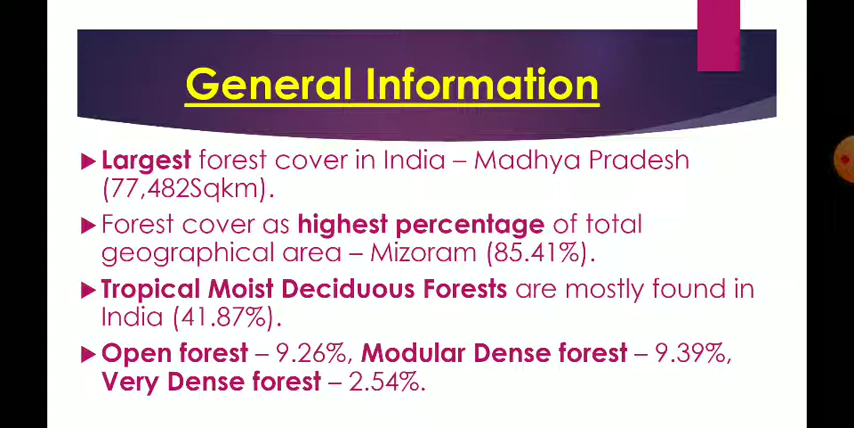 General Information
Largest forest cover in India – Madhya Pradesh
(77,482Sqkm).
Forest cover as highest percentage of total
geographical area – Mizoram (85.41%).
Tropical Moist Deciduous Forests are mostly found in
India (41.87%).
Open forest – 9.26%, Modular Dense forest – 9.39%,
Very Dense forest – 2.54%.